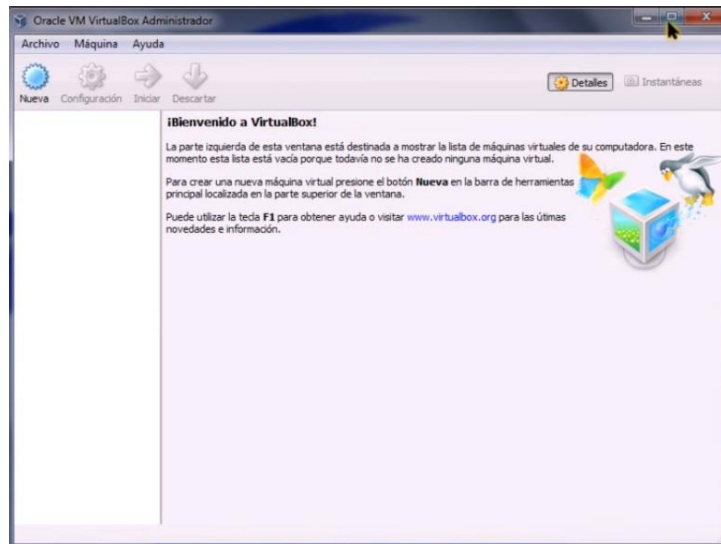 Oracle VM VirtualBox Administrador
Archivo Máquina Ayuda
Nueva Configuración Iniciar Descartar Detalles Instantáneas
¡Bienvenido a VirtualBox!
La parte izquierda de esta ventana está destinada a mostrar la lista de máquinas virtuales de su computadora. En este
momento esta lista está vacía porque todavía no se ha creado ninguna máquina virtual.
Para crear una nueva máquina virtual presione el botón Nueva en la barra de herramientas
principal localizada en la parte superior de la ventana.
Puede utilizar la tecla F1 para obtener ayuda o visitar www.virtualbox.org para las útimas
novedades e información.